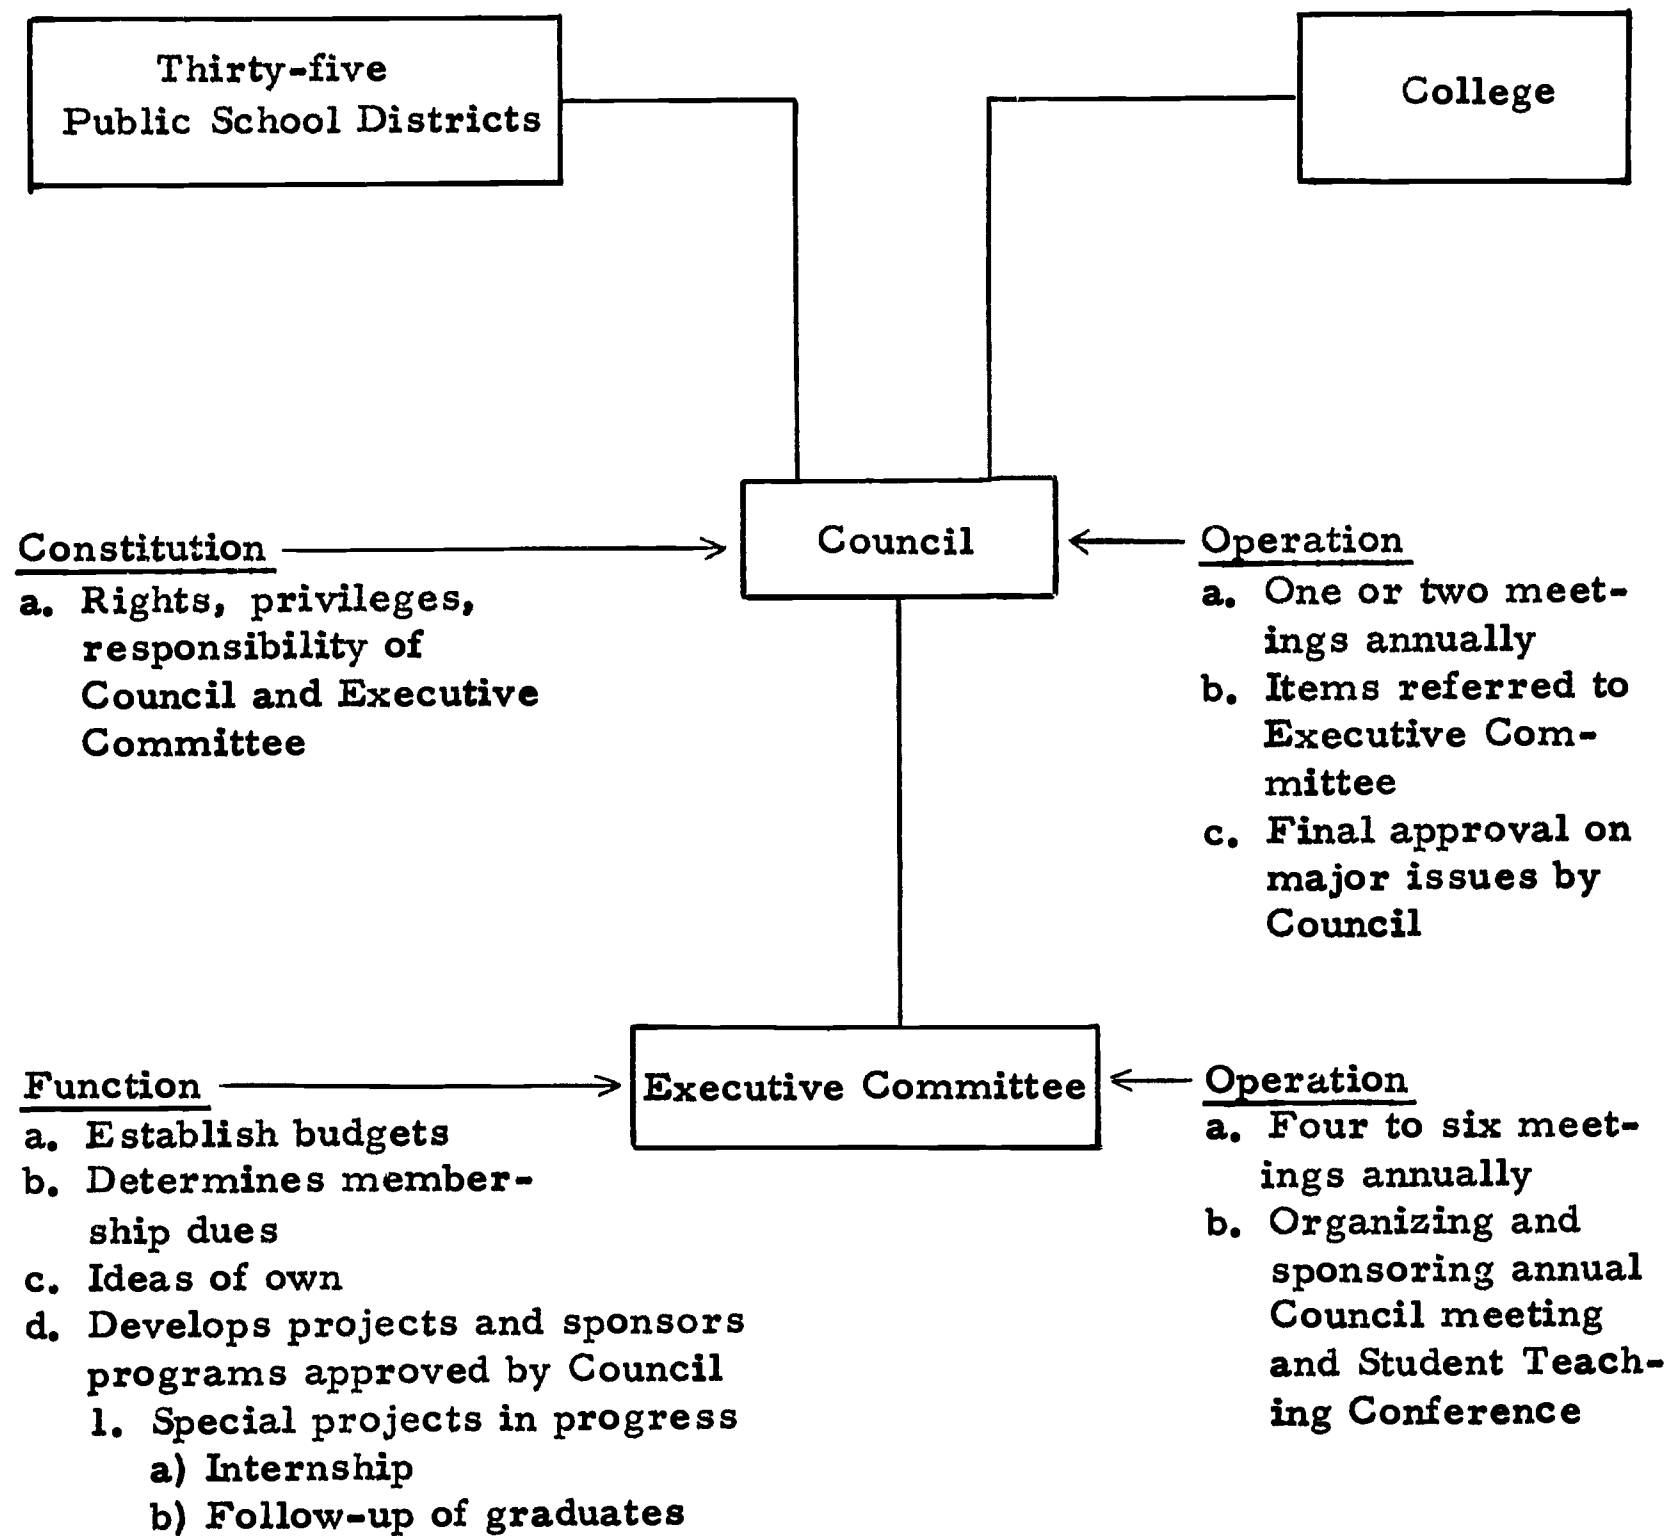 Thirty-five
Public School Districts
College
Council
Constitution
a. Rights, privileges,
responsibility of
Council and Executive
Committee
Operation
a. One or two meet-
ings annually
b. Items referred to
Executive Com-
mittee
c. Final approval on
major issues by
Council
Executive Committee
Function
a. Establish budgets
b. Determines member-
ship dues
c. Ideas of own
d. Develops projects and sponsors
programs approved by Council
1. Special projects in progress
a) Internship
b) Follow-up of graduates
Operation
a. Four to six meet-
ings annually
b. Organizing and
sponsoring annual
Council meeting
and Student Teach-
ing Conference